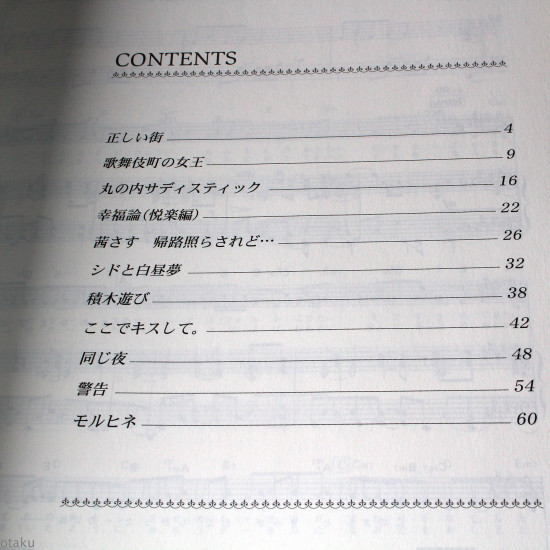 CONTENTS
正しい街 4
歌舞伎町の女王 9
丸の内サディスティック 16
幸福論(悦楽編) 22
茜さす 帰路照らされど… 26
シドと白昼夢 32
積木遊び 38
ここでキスして。 42
同じ夜 48
警告 54
モルヒネ 60
otaku